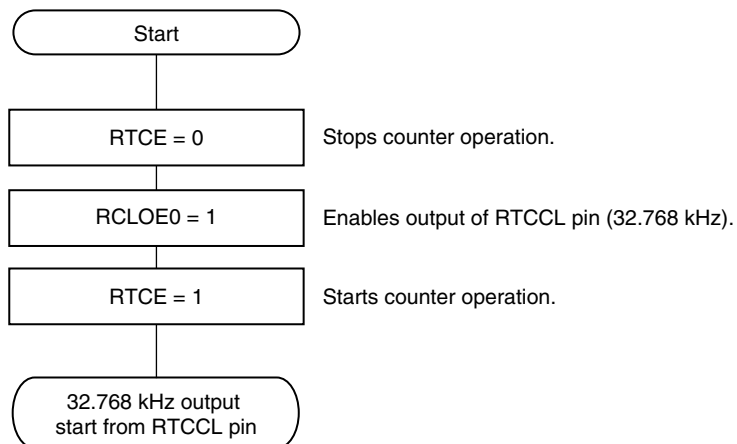 Start
RTCE = 0
Stops counter operation.
RCLOE0 = 1
Enables output of RTCCL pin (32.768 kHz).
RTCE = 1
Starts counter operation.
32.768 kHz output
start from RTCCL pin